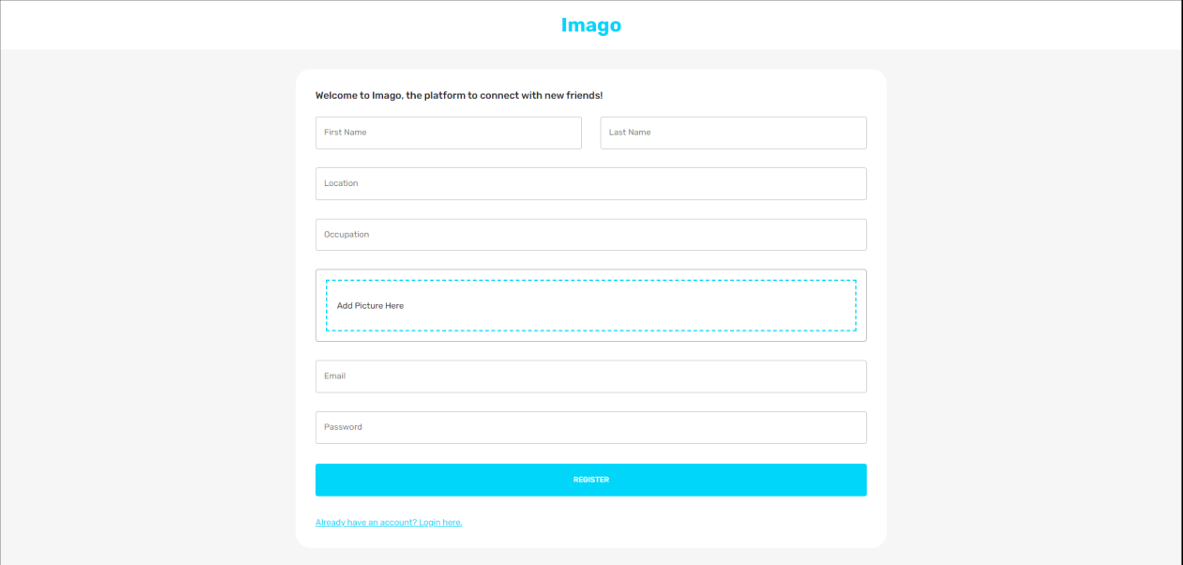 Imago
Welcome to Imago, the platform to connect with new friends!
First Name
Last Name
Location
Occupation
Add Picture Here
Email
Password
REGISTER
Already have an account? Login here.